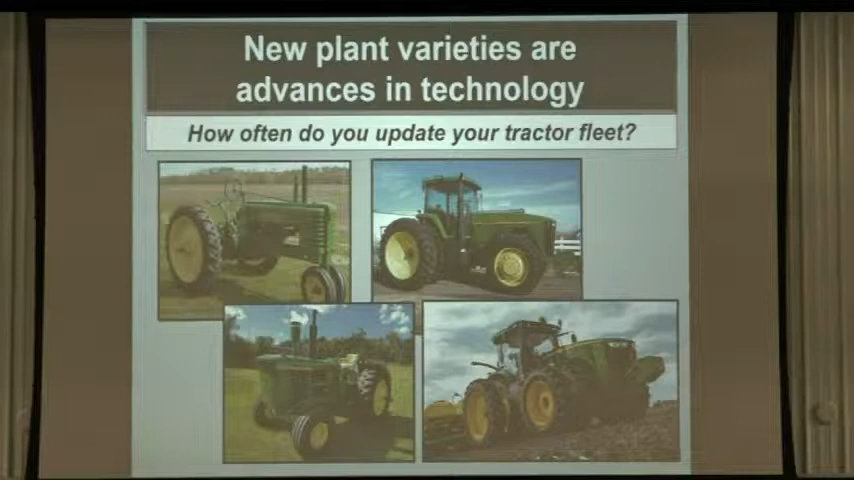 New plant varieties are
advances in technology
How often do you update your tractor fleet?